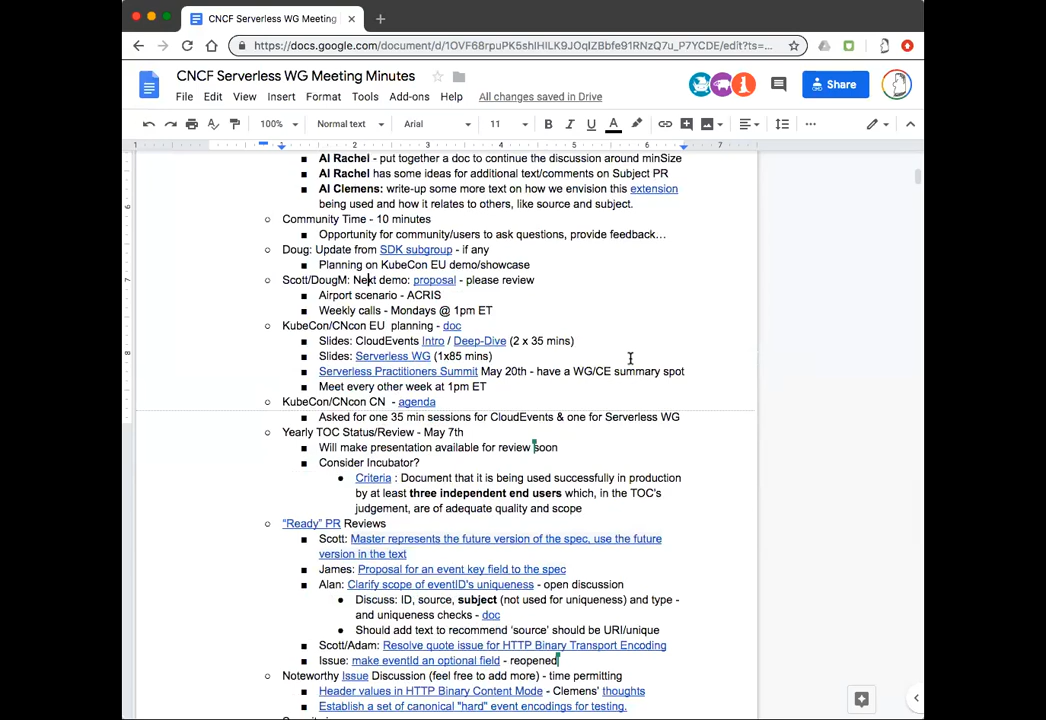 CNCF Serverless WG Meeting Minutes
https://docs.google.com/document/d/1OVF68rpuPK5shIHILK9JOqIZBbfe91RNzQ7u_P7YCDE/edit?ts=...
CNCF Serverless WG Meeting Minutes
File Edit View Insert Format Tools Add-ons Help All changes saved in Drive
Share
100% Normal text Arial 11 B I U A
1 1 2 3 4 5 6 7
AI Rachel - put together a doc to continue the discussion around minSize
AI Rachel has some ideas for additional text/comments on Subject PR
AI Clemens: write-up some more text on how we envision this extension
being used and how it relates to others, like source and subject.
Community Time - 10 minutes
Opportunity for community/users to ask questions, provide feedback...
Doug: Update from SDK subgroup - if any
Planning on KubeCon EU demo/showcase
Scott/DougM: Next demo: proposal - please review
Airport scenario - ACRIS
Weekly calls - Mondays @ 1pm ET
KubeCon/CNcon EU planning - doc
Slides: CloudEvents Intro / Deep-Dive (2 x 35 mins)
Slides: Serverless WG (1x85 mins)
Serverless Practitioners Summit May 20th - have a WG/CE summary spot
Meet every other week at 1pm ET
KubeCon/CNcon CN - agenda
Asked for one 35 min sessions for CloudEvents & one for Serverless WG
Yearly TOC Status/Review - May 7th
Will make presentation available for review soon
Consider Incubator?
Criteria : Document that it is being used successfully in production
by at least three independent end users which, in the TOC's
judgement, are of adequate quality and scope
"Ready" PR Reviews
Scott: Master represents the future version of the spec, use the future
version in the text
James: Proposal for an event key field to the spec
Alan: Clarify scope of eventID's uniqueness - open discussion
Discuss: ID, source, subject (not used for uniqueness) and type -
and uniqueness checks - doc
Should add text to recommend 'source' should be URI/unique
Scott/Adam: Resolve quote issue for HTTP Binary Transport Encoding
Issue: make eventId an optional field - reopened
Noteworthy Issue Discussion (feel free to add more) - time permitting
Header values in HTTP Binary Content Mode - Clemens' thoughts
Establish a set of canonical "hard" event encodings for testing.